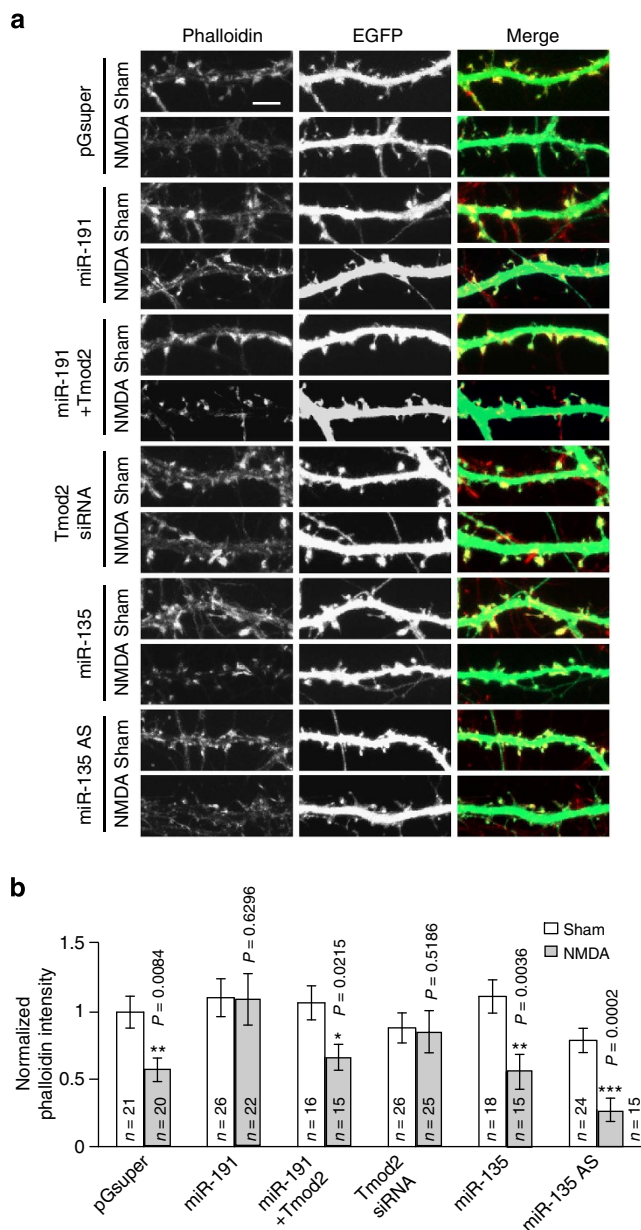 a
Phalloidin EGFP Merge
pGsuper
Sham
NMDA
miR-191
Sham
NMDA
miR-191
+Tmod2
Sham
NMDA
Tmod2
siRNA
Sham
NMDA
miR-135
Sham
NMDA
miR-135 AS
Sham
NMDA
b
Normalized
phalloidin intensity
1.5
1
0.5
0
Sham
NMDA
P = 0.0084
**
n = 21
n = 20
P = 0.6296
n = 26
n = 22
P = 0.0215
*
n = 16
n = 15
P = 0.5186
n = 26
n = 25
P = 0.0036
**
n = 18
n = 15
P = 0.0002
***
n = 24
n = 15
pGsuper
miR-191
miR-191
+Tmod2
Tmod2
siRNA
miR-135
miR-135 AS